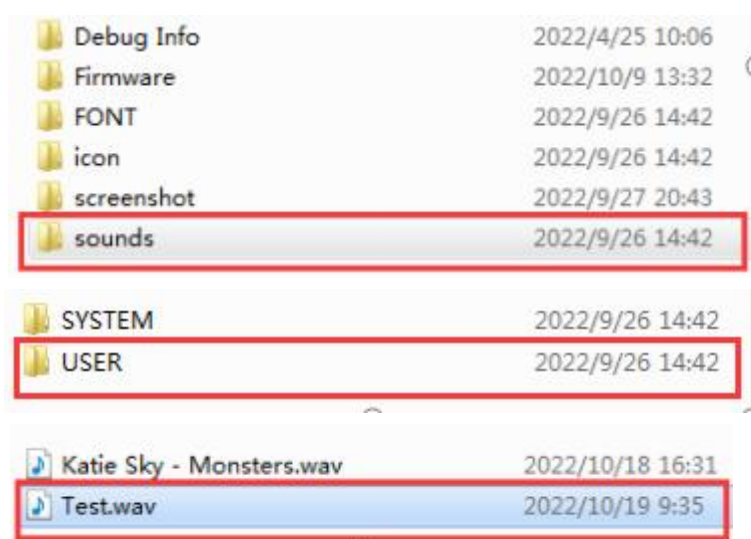 Debug Info 2022/4/25 10:06
Firmware 2022/10/9 13:32
FONT 2022/9/26 14:42
icon 2022/9/26 14:42
screenshot 2022/9/27 20:43
sounds 2022/9/26 14:42
SYSTEM 2022/9/26 14:42
USER 2022/9/26 14:42
Katie Sky - Monsters.wav 2022/10/18 16:31
Test.wav 2022/10/19 9:35